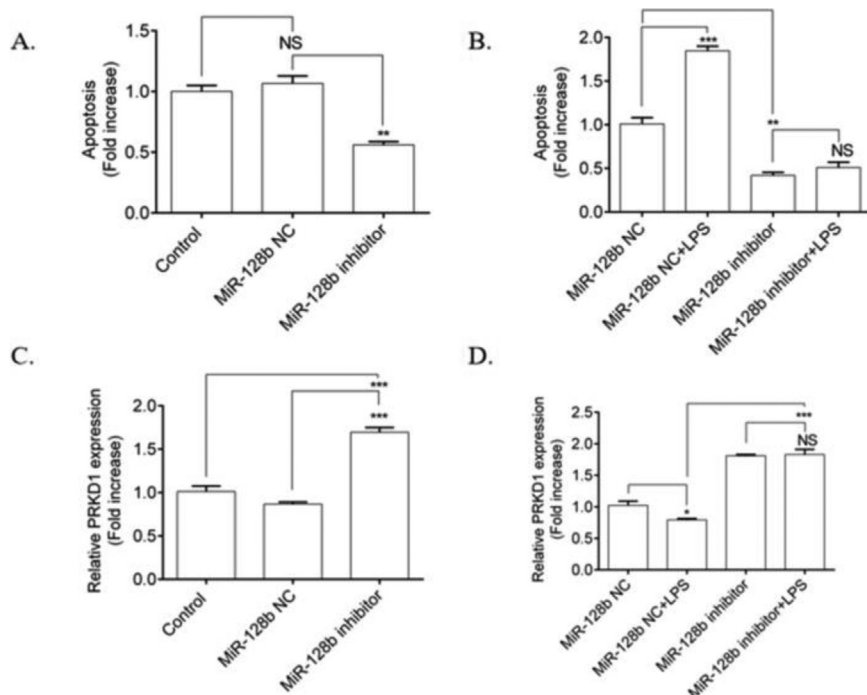 A.
Apoptosis
(Fold increase)
1.5
1.0
0.5
0.0
NS
**
Control
MiR-128b NC
MiR-128b inhibitor
B.
Apoptosis
(Fold increase)
2.0
1.5
1.0
0.5
0.0
***
**
NS
MiR-128b NC
MiR-128b NC+LPS
MiR-128b inhibitor
MiR-128b inhibitor+LPS
C.
Relative PRKD1 expression
(Fold increase)
2.0
1.5
1.0
0.5
0.0
***
***
Control
MiR-128b NC
MiR-128b inhibitor
D.
Relative PRKD1 expression
(Fold increase)
2.5
2.0
1.5
1.0
0.5
0.0
*
***
NS
MiR-128b NC
MiR-128b NC+LPS
MiR-128b inhibitor
MiR-128b inhibitor+LPS